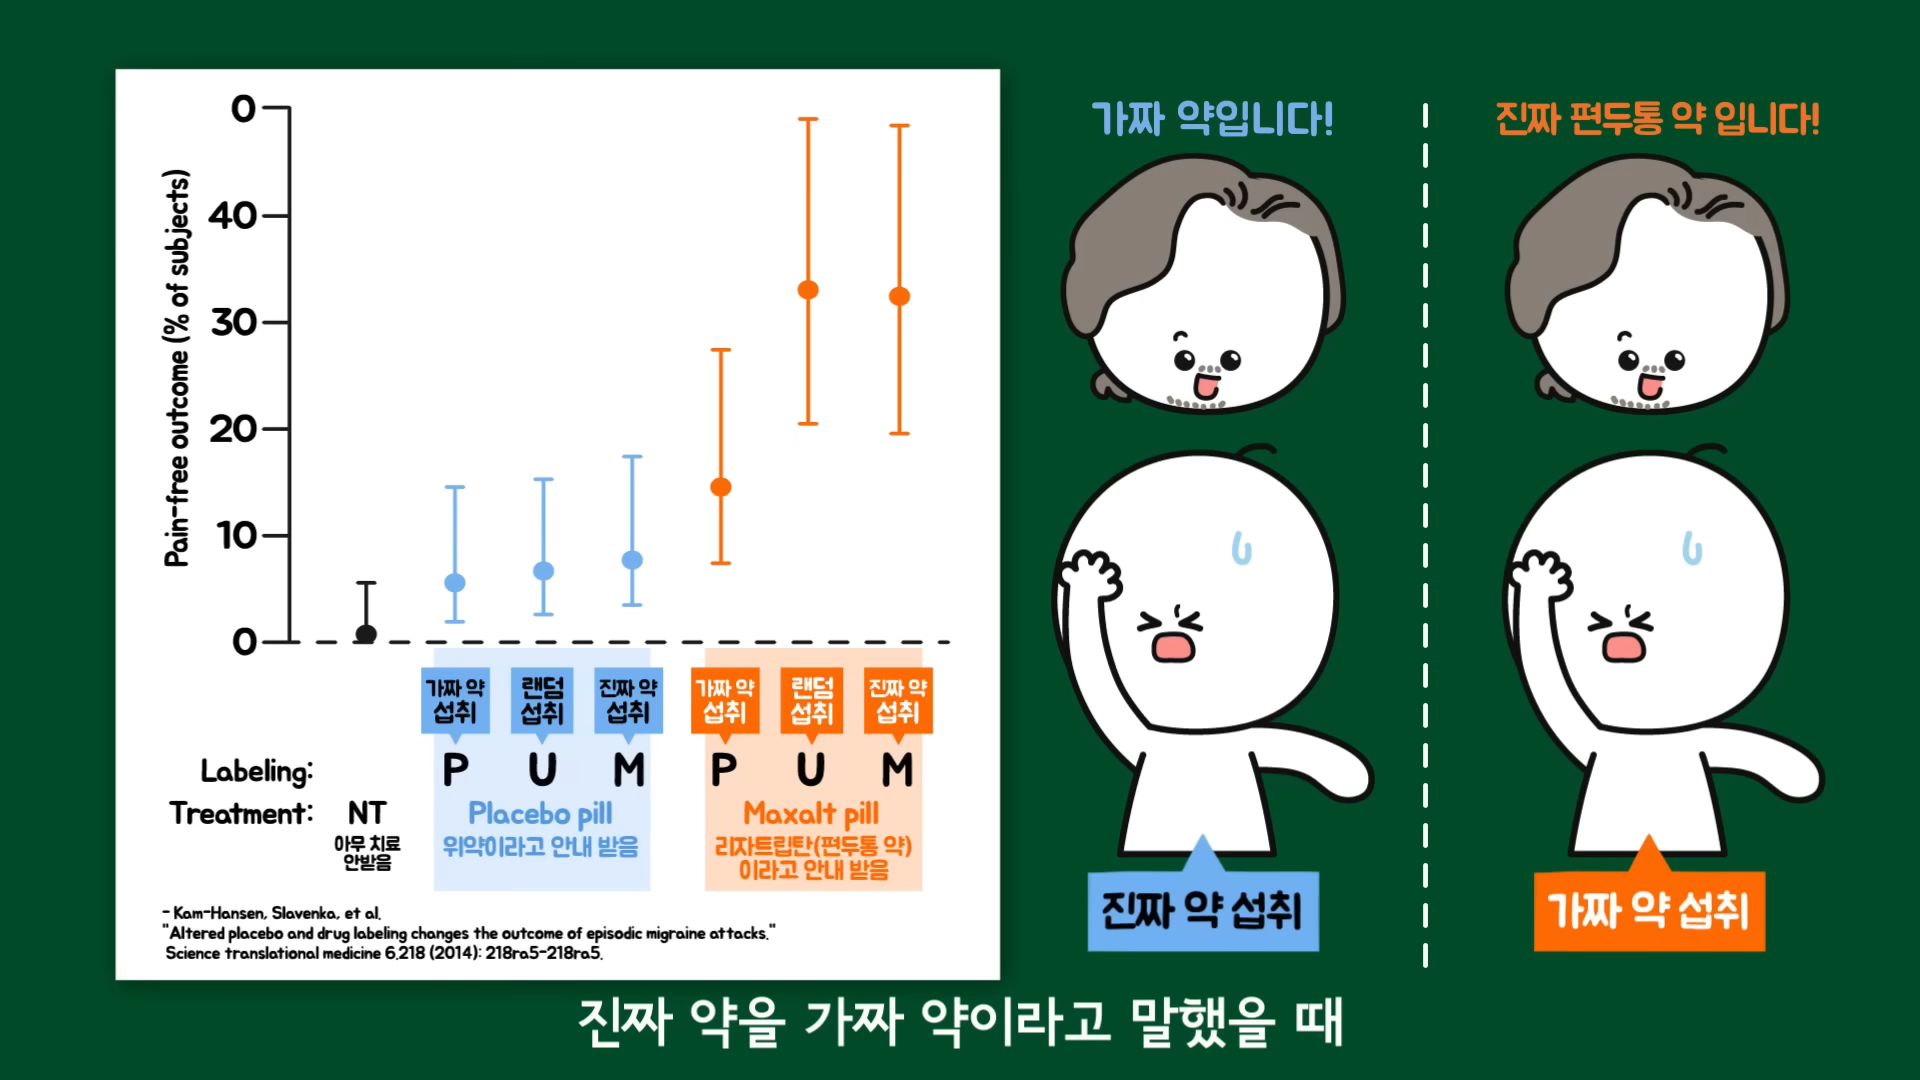 0
40
30
20
10
0
Pain-free outcome (% of subjects)
가짜 약
섭취
랜덤
섭취
진짜 약
섭취
가짜 약
섭취
랜덤
섭취
진짜 약
섭취
Labeling: P U M P U M
Treatment: NT Placebo pill Maxalt pill
아무 치료
안받음
위약이라고 안내 받음
리자트립탄(편두통 약)
이라고 안내 받음
- Kam-Hansen, Slavenka, et al.
"Altered placebo and drug labeling changes the outcome of episodic migraine attacks."
Science translational medicine 6.218 (2014): 218ra5-218ra5.
가짜 약입니다!
진짜 약 섭취
진짜 편두통 약 입니다!
가짜 약 섭취
진짜 약을 가짜 약이라고 말했을 때